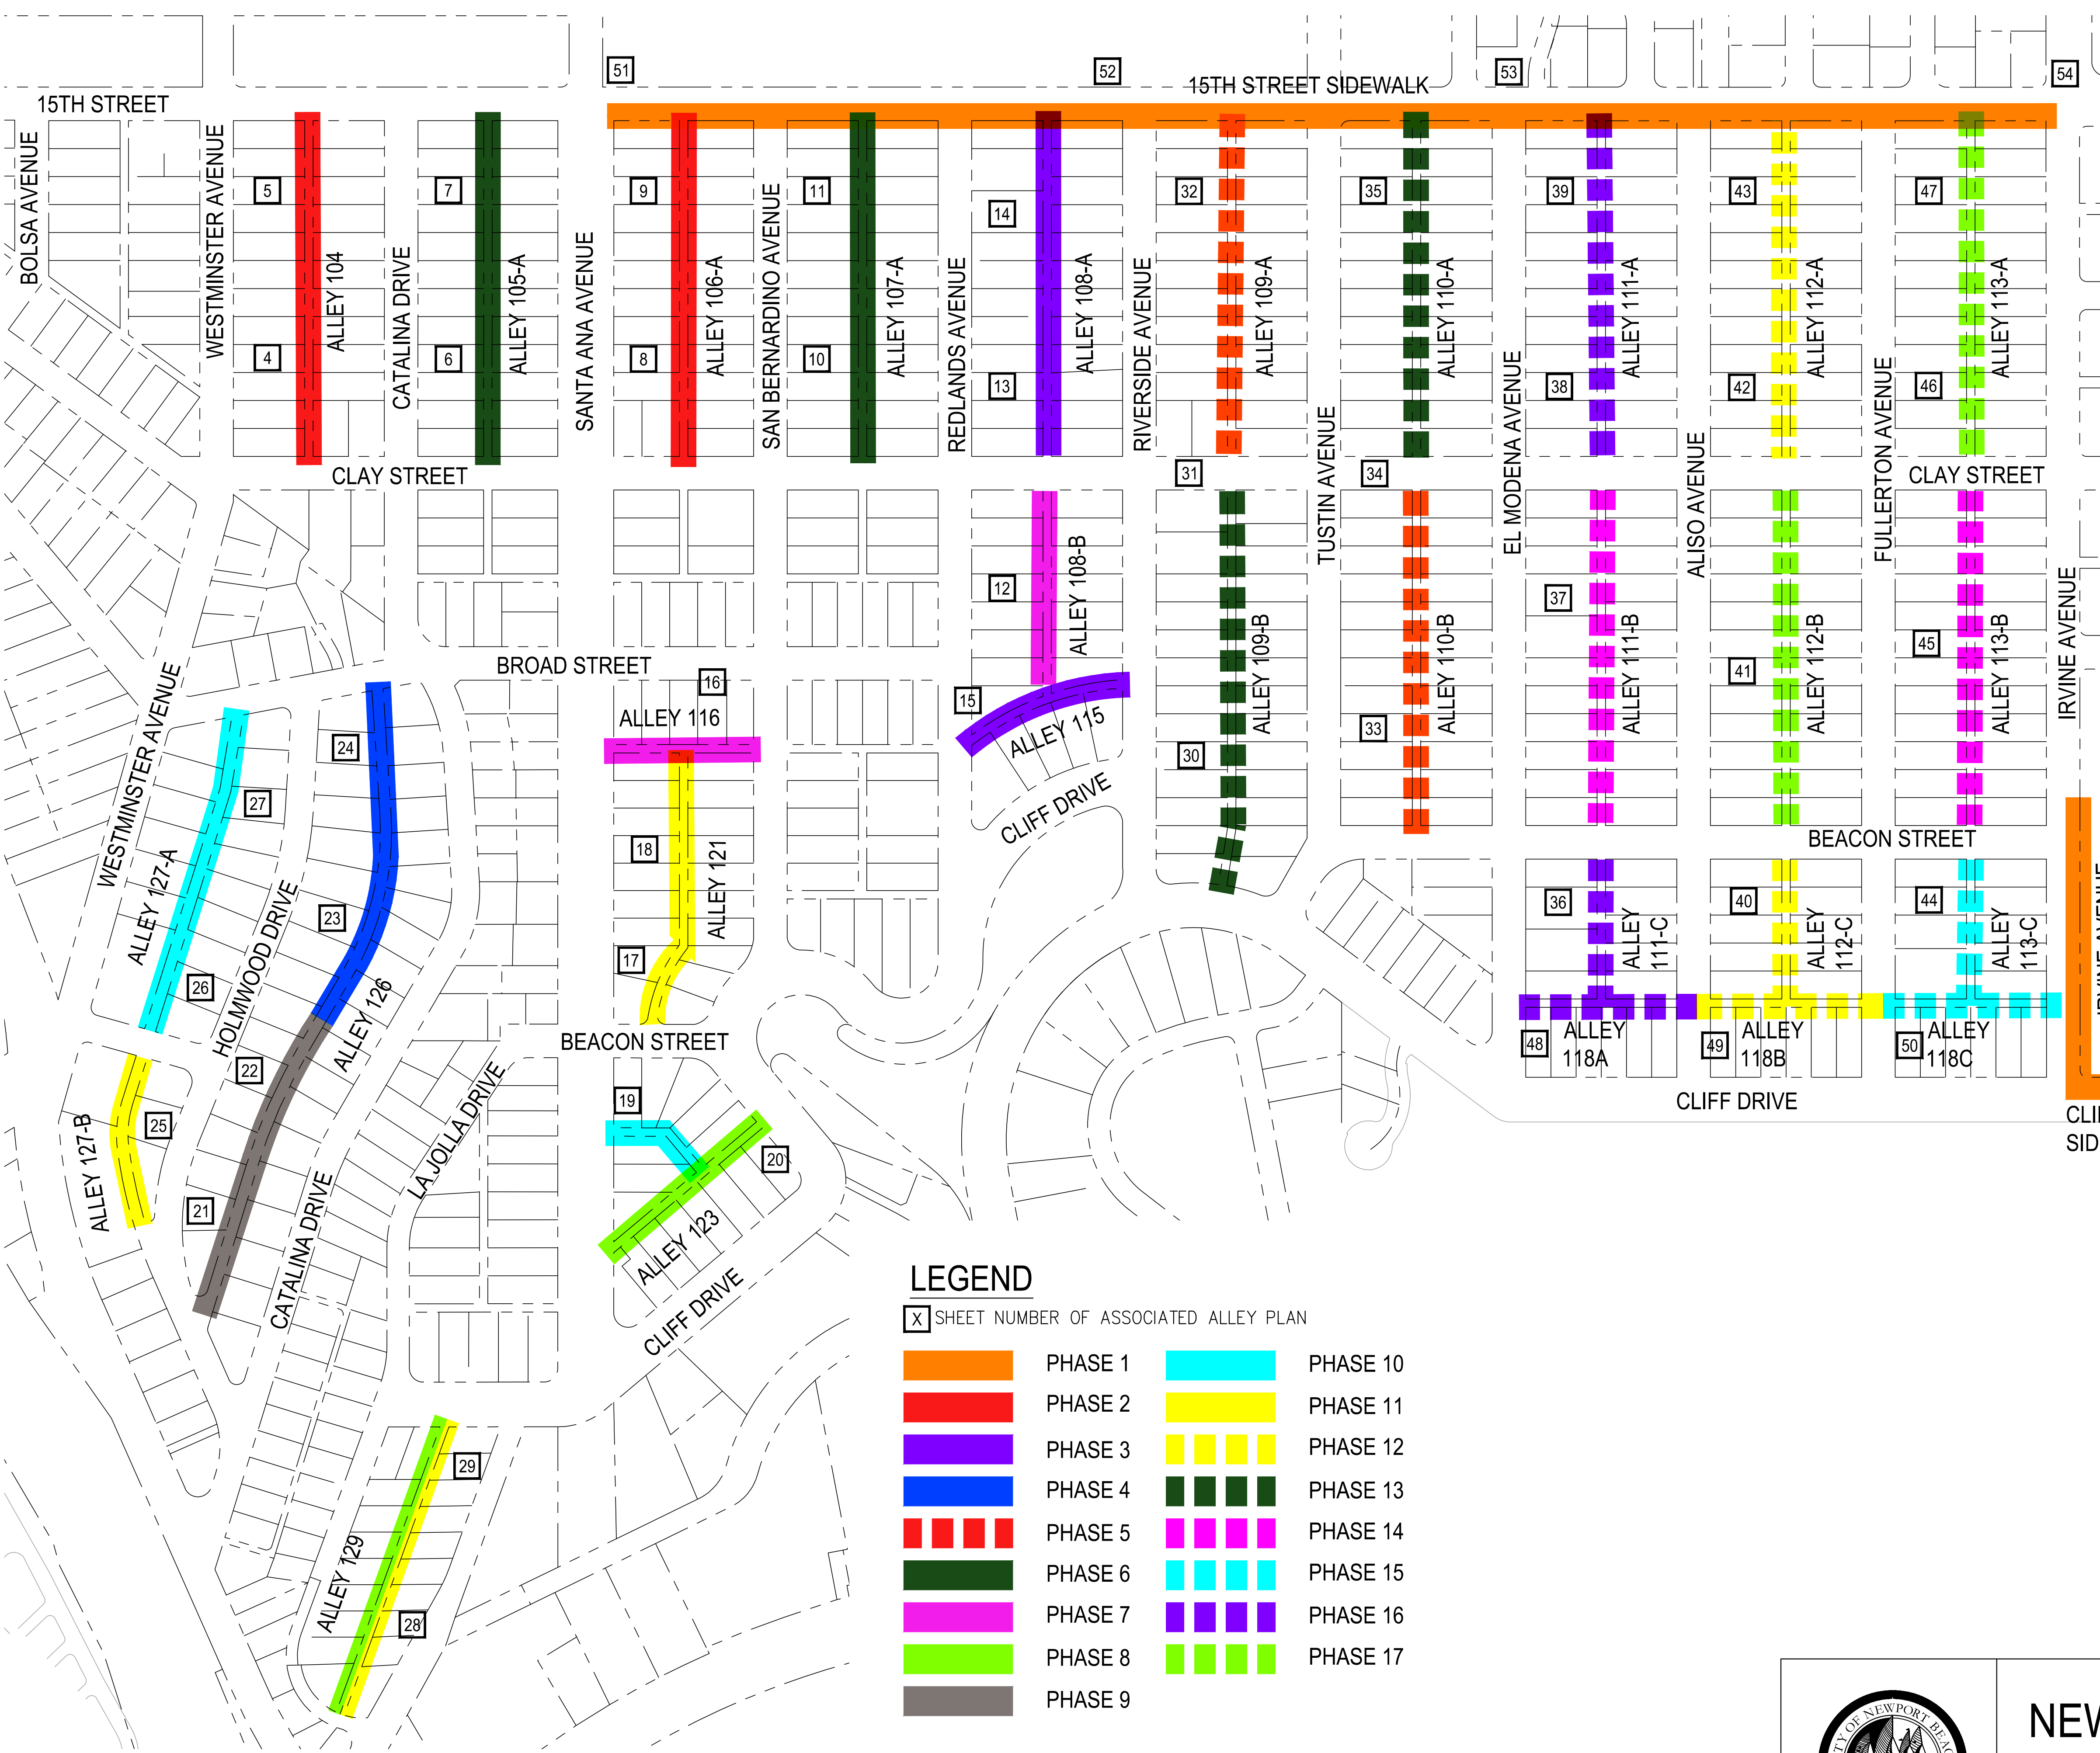 51
52
53
54
15TH STREET SIDEWALK
15TH STREET
BOLSA AVENUE
WESTMINSTER AVENUE
5
4
ALLEY 104
CATALINA DRIVE
7
6
ALLEY 105-A
SANTA ANA AVENUE
9
8
ALLEY 106-A
SAN BERNARDINO AVENUE
11
10
ALLEY 107-A
REDLANDS AVENUE
14
13
ALLEY 108-A
RIVERSIDE AVENUE
32
31
ALLEY 109-A
TUSTIN AVENUE
35
34
ALLEY 110-A
EL MODENA AVENUE
39
38
ALLEY 111-A
ALISO AVENUE
43
42
ALLEY 112-A
FULLERTON AVENUE
47
46
ALLEY 113-A
CLAY STREET
CLAY STREET
IRVINE AVENUE
12
ALLEY 108-B
15
ALLEY 115
CLIFF DRIVE
30
ALLEY 109-B
33
ALLEY 110-B
37
ALLEY 111-B
41
ALLEY 112-B
45
ALLEY 113-B
BROAD STREET
16
ALLEY 116
18
17
ALLEY 121
WESTMINSTER AVENUE
24
27
23
ALLEY 127-A
26
HOLMWOOD DRIVE
22
ALLEY 126
BEACON STREET
36
ALLEY
111-C
40
ALLEY
112-C
44
ALLEY
113-C
48
ALLEY
118A
49
ALLEY
118B
50
ALLEY
118C
CLIFF DRIVE
BEACON STREET
LA JOLLA DRIVE
25
ALLEY 127-B
21
CATALINA DRIVE
19
20
ALLEY 123
CLIFF DRIVE
29
ALLEY 129
28
CLI
SID
LEGEND
X SHEET NUMBER OF ASSOCIATED ALLEY PLAN
PHASE 1
PHASE 2
PHASE 3
PHASE 4
PHASE 5
PHASE 6
PHASE 7
PHASE 8
PHASE 9
PHASE 10
PHASE 11
PHASE 12
PHASE 13
PHASE 14
PHASE 15
PHASE 16
PHASE 17
OF NEWPORT
NEW